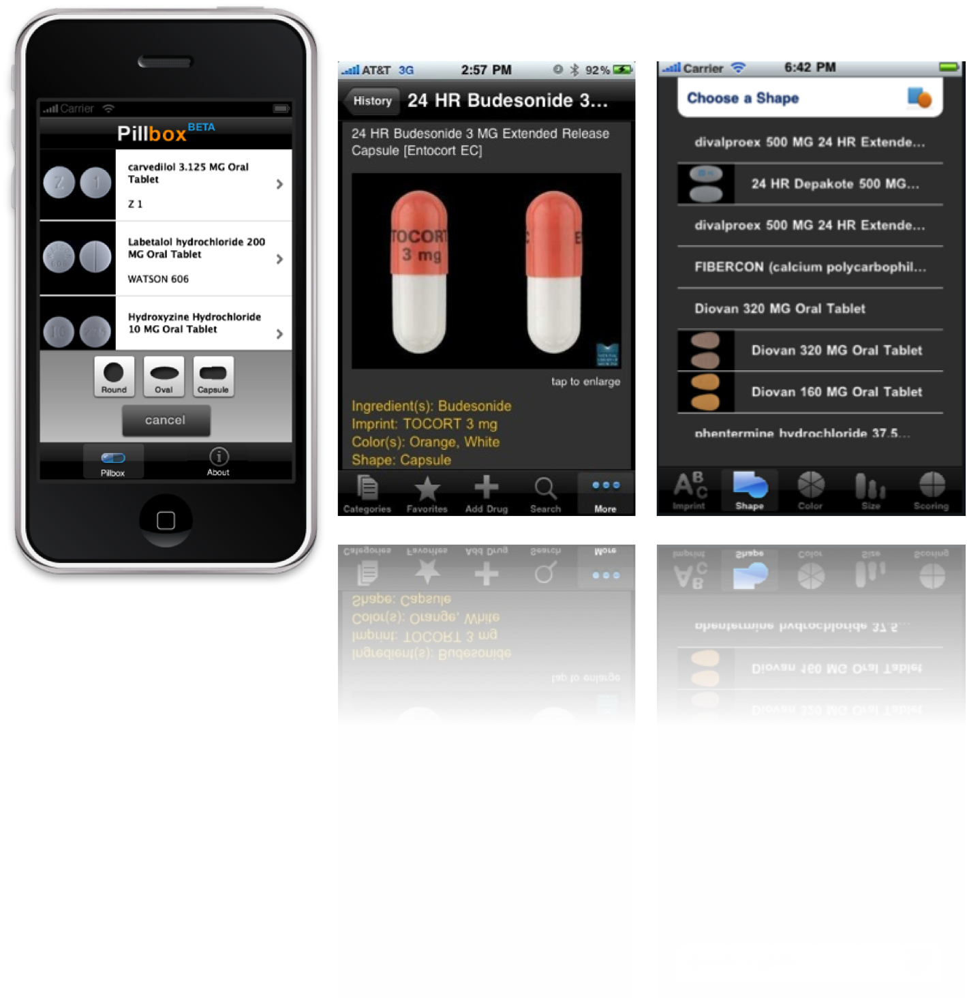 Carrier
PillboxBETA
carvedilol 3.125 MG Oral
Tablet
Z 1
Labetalol hydrochloride 200
MG Oral Tablet
WATSON 606
Hydroxyzine Hydrochloride
10 MG Oral Tablet
Round
Oval
Capsule
cancel
Pillbox
About
AT&T 3G 2:57 PM 92%
History
24 HR Budesonide 3...
24 HR Budesonide 3 MG Extended Release
Capsule [Entocort EC]
TOCORT
3 mg
tap to enlarge
Ingredient(s): Budesonide
Imprint: TOCORT 3 mg
Color(s): Orange, White
Shape: Capsule
Categories
Favorites
Add Drug
Search
More
Carrier 6:42 PM
Choose a Shape
divalproex 500 MG 24 HR Extende...
24 HR Depakote 500 MG...
divalproex 500 MG 24 HR Extende...
FIBERCON (calcium polycarbophil...
Diovan 320 MG Oral Tablet
Diovan 320 MG Oral Tablet
Diovan 160 MG Oral Tablet
phentermine hydrochloride 37.5...
ABC
Imprint
Shape
Color
Size
Scoring